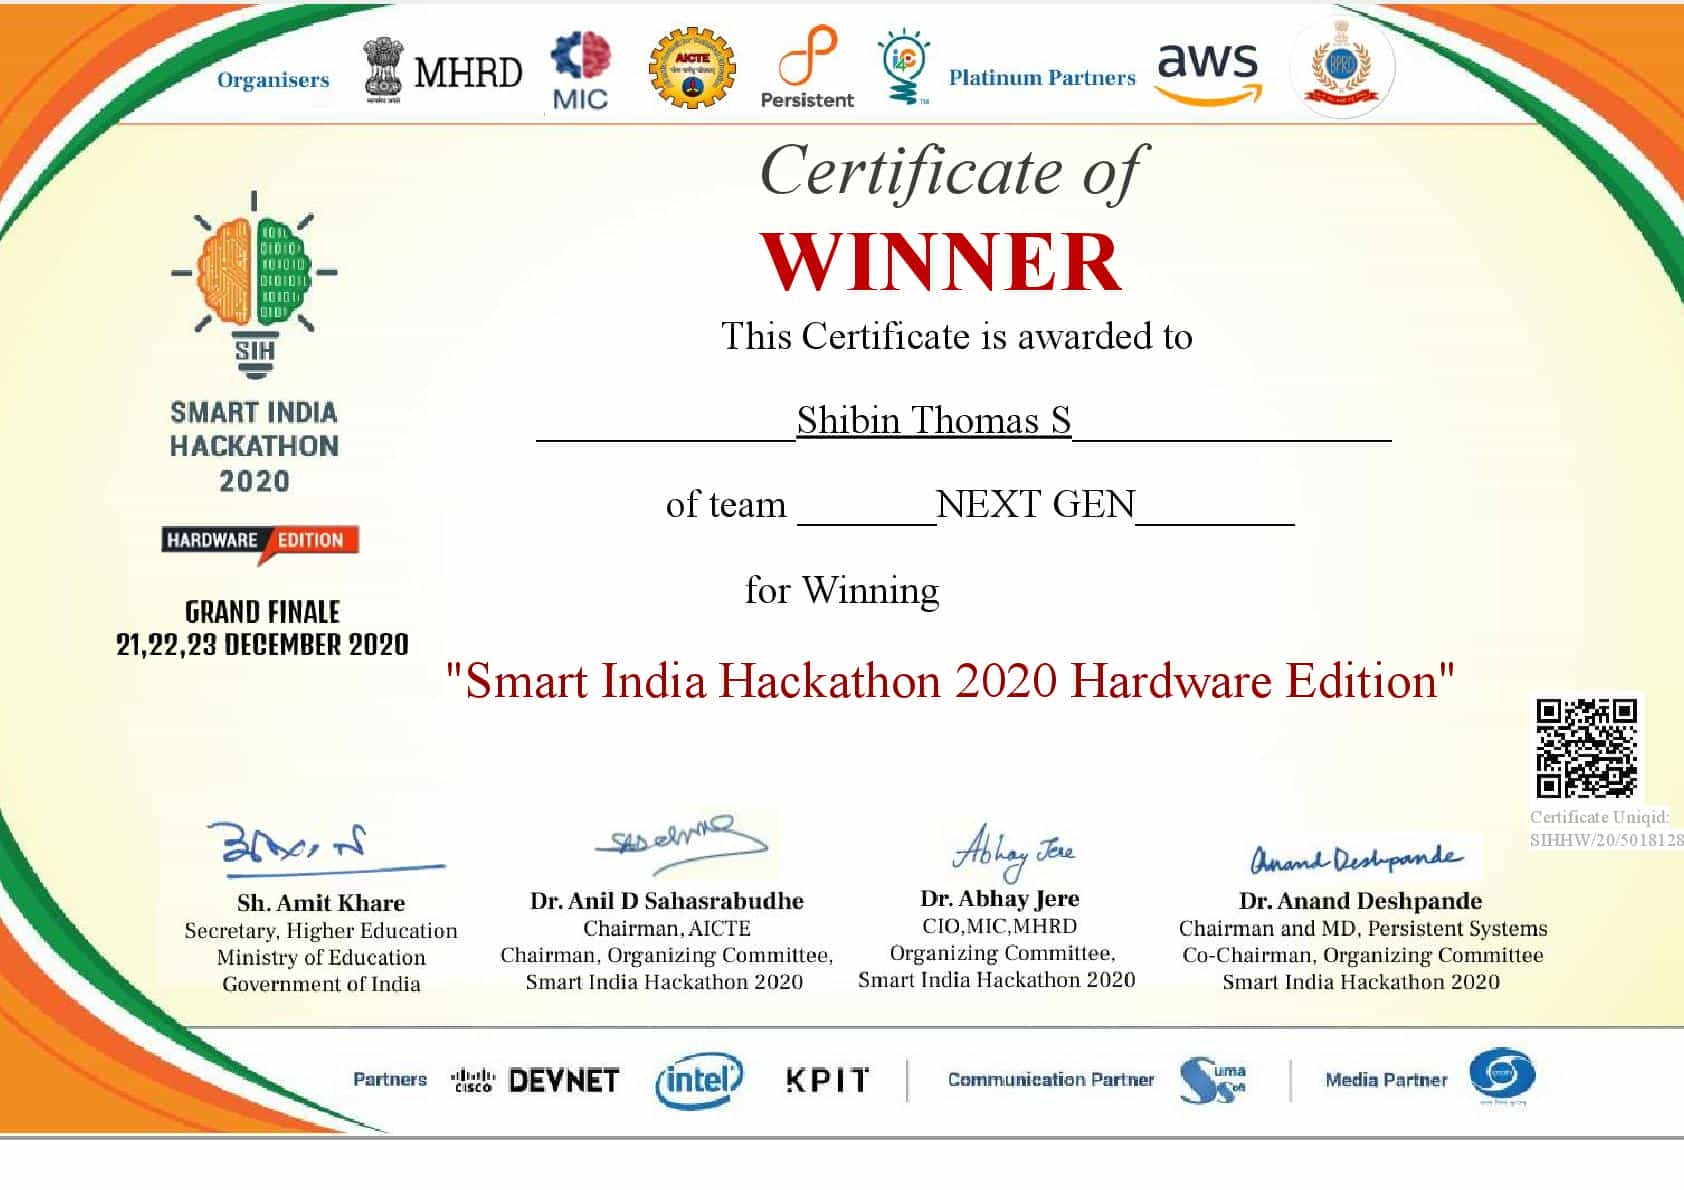 Organisers
MHRD
MIC
AICTE
Persistent
i4c
TM
Platinum Partners
aws
BPRD
Certificate of
WINNER
This Certificate is awarded to
Shibin Thomas S
of team NEXT GEN
for Winning
"Smart India Hackathon 2020 Hardware Edition"
SIH
SMART INDIA
HACKATHON
2020
HARDWARE EDITION
GRAND FINALE
21,22,23 DECEMBER 2020
Certificate Uniqid:
SIHHW/20/5018128
Abhay Jere
Anand Deshpande
Sh. Amit Khare
Secretary, Higher Education
Ministry of Education
Government of India
Dr. Anil D Sahasrabudhe
Chairman, AICTE
Chairman, Organizing Committee,
Smart India Hackathon 2020
Dr. Abhay Jere
CIO,MIC,MHRD
Organizing Committee,
Smart India Hackathon 2020
Dr. Anand Deshpande
Chairman and MD, Persistent Systems
Co-Chairman, Organizing Committee
Smart India Hackathon 2020
Partners
cisco DEVNET
intel
KPIT
Communication Partner
Suma Soft
Media Partner